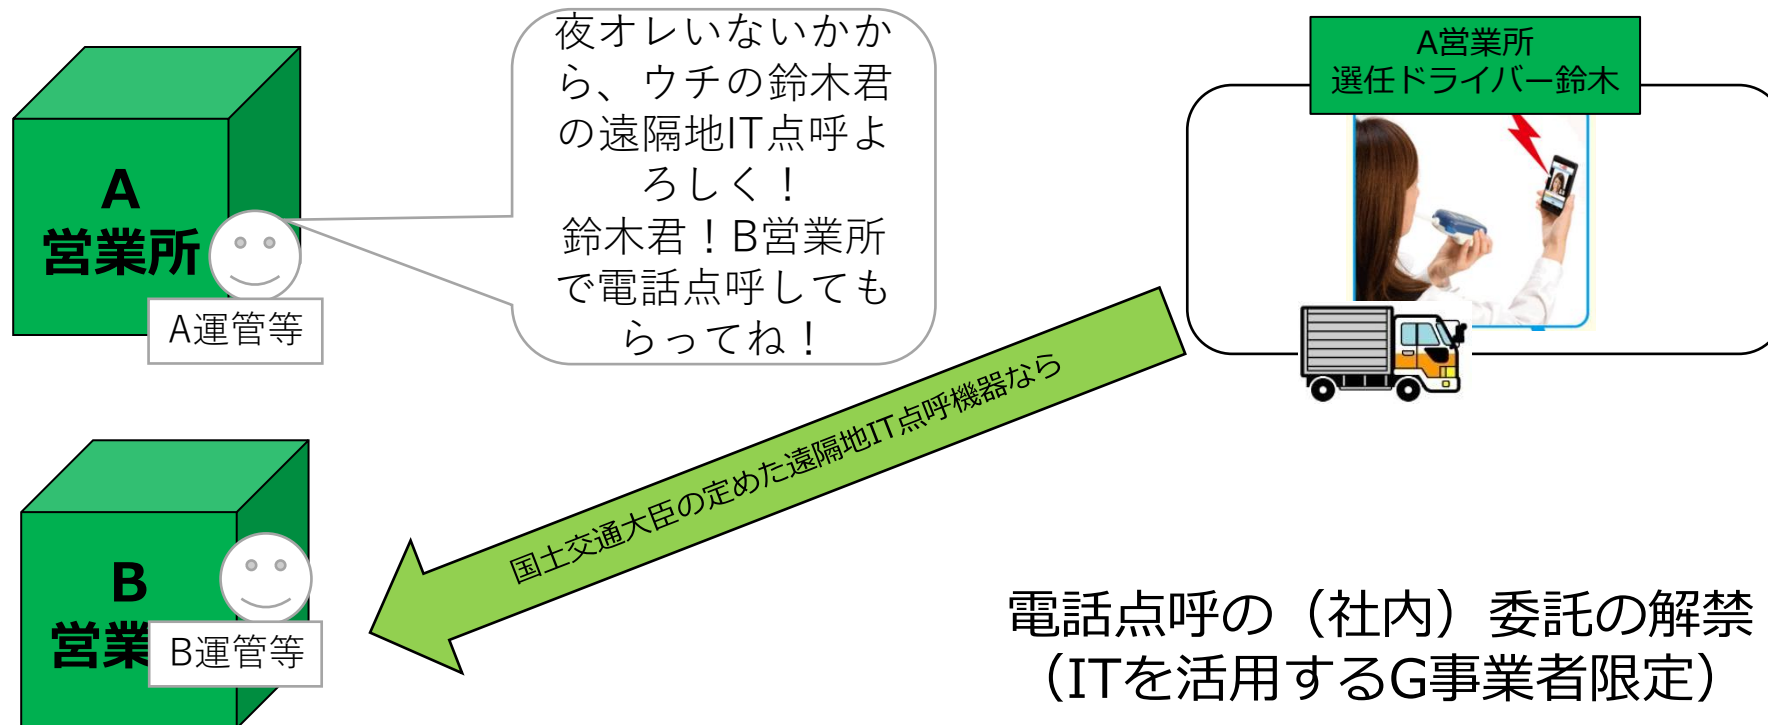 夜オレいないかか
ら、ウチの鈴木君
の遠隔地IT点呼よ
ろしく！
鈴木君！B営業所
で電話点呼しても
らってね！
A営業所
選任ドライバー鈴木
A
営業所
A運管等
国土交通大臣の定めた遠隔地IT点呼機器なら
B
営業
B運管等
電話点呼の（社内）委託の解禁
（ITを活用するG事業者限定）